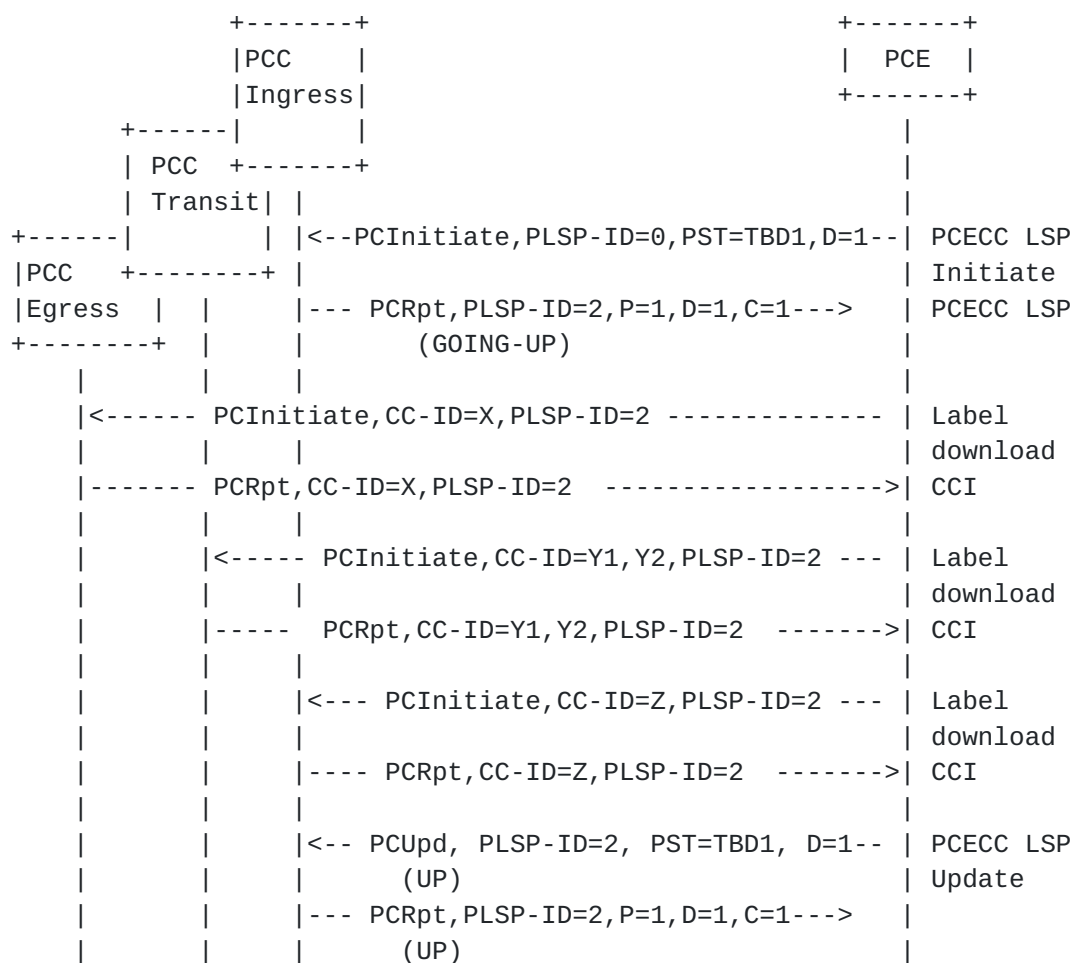 +-------+                              +-------+
              |PCC    |                              |  PCE  |
              |Ingress|                              +-------+
       +------|       |                                  |
       | PCC  +-------+                                  |
       | Transit| |                                      |
+------|        | |<--PCInitiate,PLSP-ID=0,PST=TBD1,D=1--| PCECC LSP
|PCC   +--------+ |                                      | Initiate
|Egress  |  |     |--- PCRpt,PLSP-ID=2,P=1,D=1,C=1--->   | PCECC LSP
+--------+  |     |       (GOING-UP)                     |
    |       |     |                                      |
    |<------ PCInitiate,CC-ID=X,PLSP-ID=2 -------------- | Label
    |       |     |                                      | download
    |------- PCRpt,CC-ID=X,PLSP-ID=2  ------------------>| CCI
    |       |     |                                      |
    |       |<----- PCInitiate,CC-ID=Y1,Y2,PLSP-ID=2 --- | Label
    |       |     |                                      | download
    |       |-----  PCRpt,CC-ID=Y1,Y2,PLSP-ID=2  ------->| CCI
    |       |     |                                      |
    |       |     |<--- PCInitiate,CC-ID=Z,PLSP-ID=2 --- | Label
    |       |     |                                      | download
    |       |     |---- PCRpt,CC-ID=Z,PLSP-ID=2  ------->| CCI
    |       |     |                                      |
    |       |     |<-- PCUpd, PLSP-ID=2, PST=TBD1, D=1-- | PCECC LSP
    |       |     |      (UP)                            | Update
    |       |     |--- PCRpt,PLSP-ID=2,P=1,D=1,C=1--->   |
    |       |     |      (UP)                            |